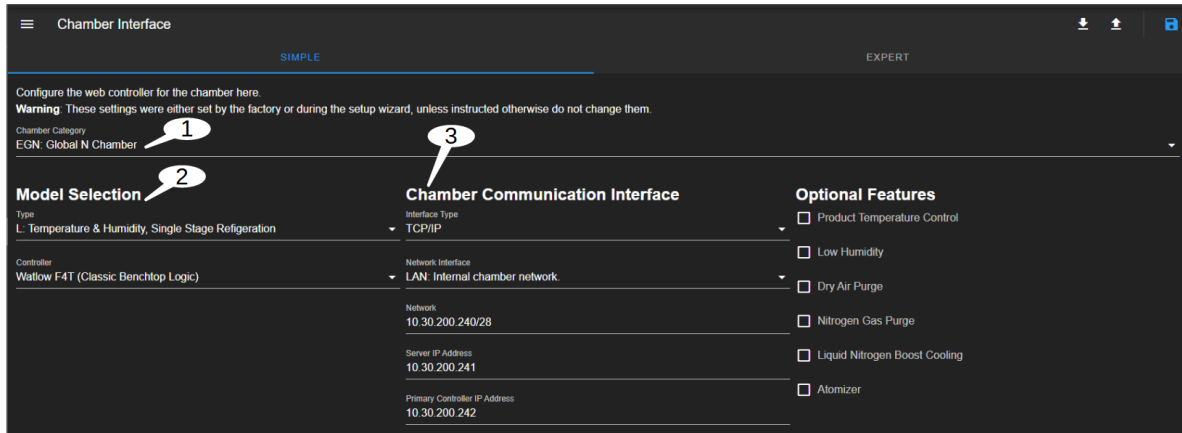 Chamber Interface
SIMPLE
EXPERT
Configure the web controller for the chamber here.
Warning: These settings were either set by the factory or during the setup wizard, unless instructed otherwise do not change them.
Chamber Category
EGN: Global N Chamber
1
2
3
Model Selection
Type
L: Temperature & Humidity, Single Stage Refigeration
Controller
Watlow F4T (Classic Benchtop Logic)
Chamber Communication Interface
Interface Type
TCP/IP
Network Interface
LAN: Internal chamber network.
Network
10.30.200.240/28
Server IP Address
10.30.200.241
Primary Controller IP Address
10.30.200.242
Optional Features
Product Temperature Control
Low Humidity
Dry Air Purge
Nitrogen Gas Purge
Liquid Nitrogen Boost Cooling
Atomizer